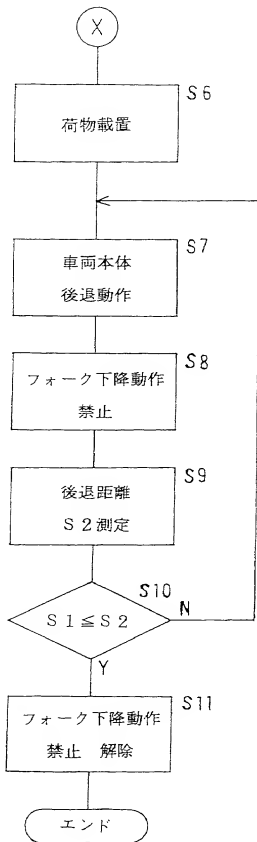 X
S6
荷物載置
S7
車両本体
後退動作
S8
フォーク下降動作
禁止
S9
後退距離
S2測定
S10
S1≦S2
N
Y
S11
フォーク下降動作
禁止 解除
エンド